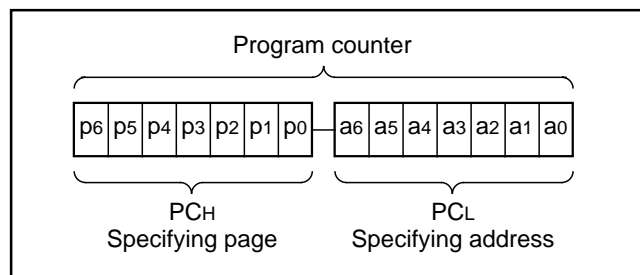 Program counter
p6 p5 p4 p3 p2 p1 p0 a6 a5 a4 a3 a2 a1 a0
PCH PCL
Specifying page Specifying address